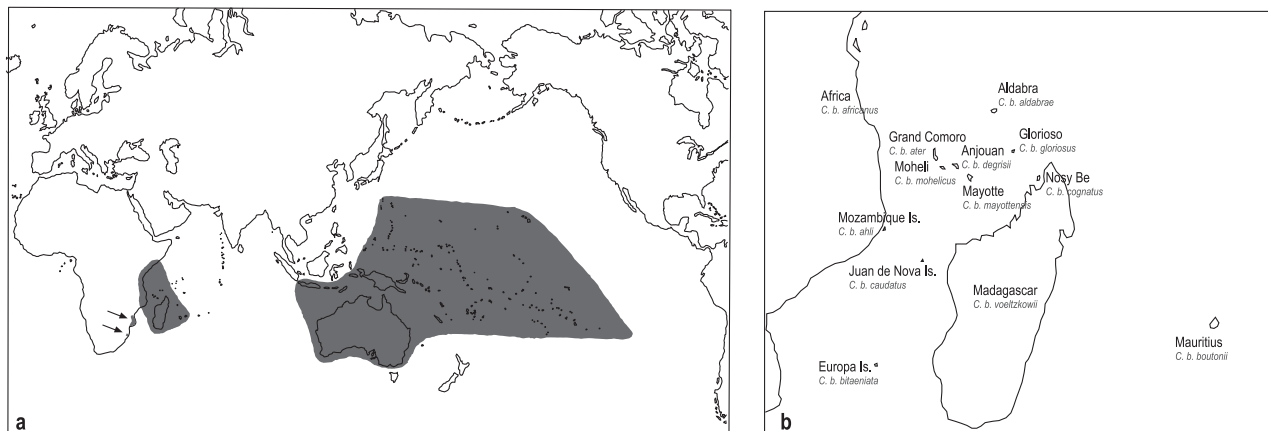 a
Africa
C. b. africanus
Aldabra
C. b. aldabrae
Grand Comoro
C. b. ater
Glorioso
C. b. gloriosus
Anjouan
C. b. degrisii
Moheli
C. b. mohelicus
Mayotte
C. b. mayottensis
Nosy Be
C. b. cognatus
Mozambique Is.
C. b. ahli
Juan de Nova Is.
C. b. caudatus
Madagascar
C. b. voeltzkowii
Mauritius
C. b. boutonii
Europa Is.
C. b. bitaeniata
b